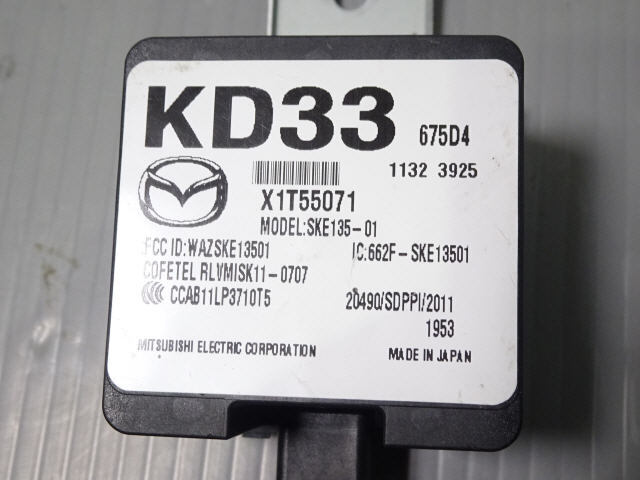 KD33 675D4
1132 3925
X1T55071
MODEL:SKE135-01
FCC ID:WAZSKE13501 IC:662F-SKE13501
COFETEL RLVMISK11-0707
CCAB11LP3710T5 20490/SDPPI/2011
1953
MITSUBISHI ELECTRIC CORPORATION MADE IN JAPAN